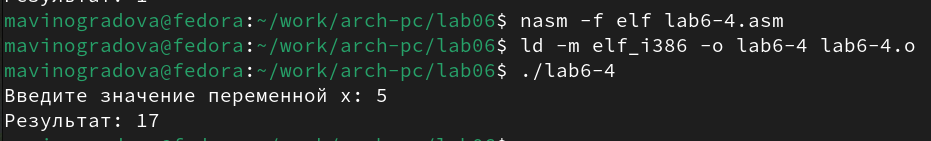 mavinogradova@fedora:~/work/arch-pc/lab06$ nasm -f elf lab6-4.asm
mavinogradova@fedora:~/work/arch-pc/lab06$ ld -m elf_i386 -o lab6-4 lab6-4.o
mavinogradova@fedora:~/work/arch-pc/lab06$ ./lab6-4
Введите значение переменной x: 5
Результат: 17